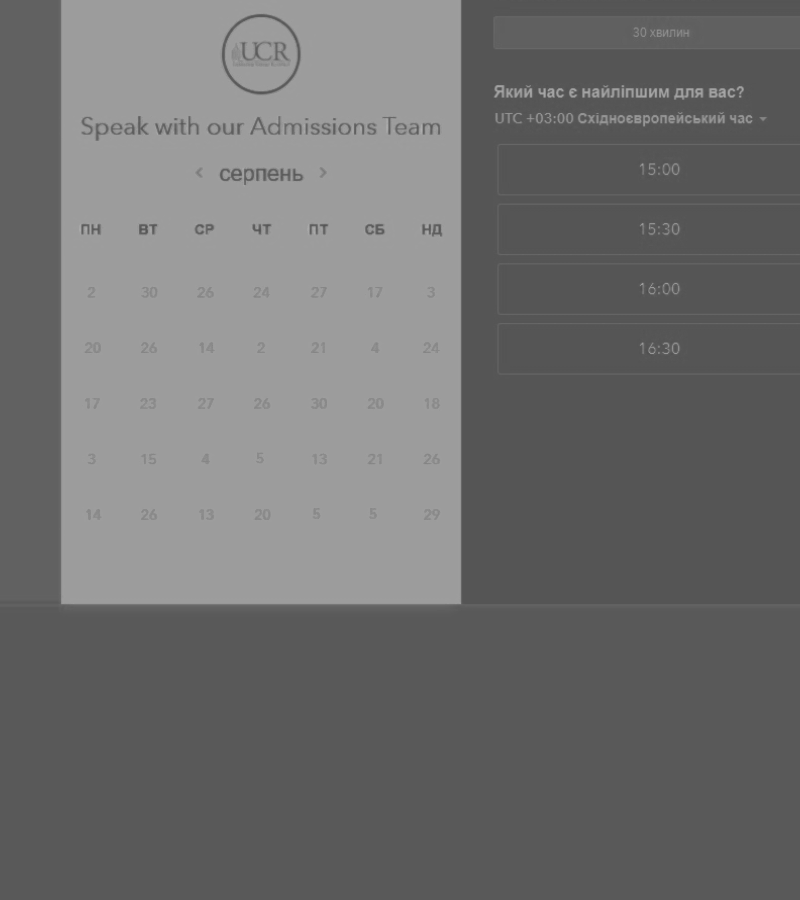 UCR
Speak with our Admissions Team
серпень
ПН ВТ СР ЧТ ПТ СБ НД
2 30 26 24 27 17 3
20 26 14 2 21 4 24
17 23 27 26 30 20 18
3 15 4 5 13 21 26
14 26 13 20 5 5 29
30 хвилин
Який час є найліпшим для вас?
UTC +03:00 Східноєвропейський час
15:00
15:30
16:00
16:30